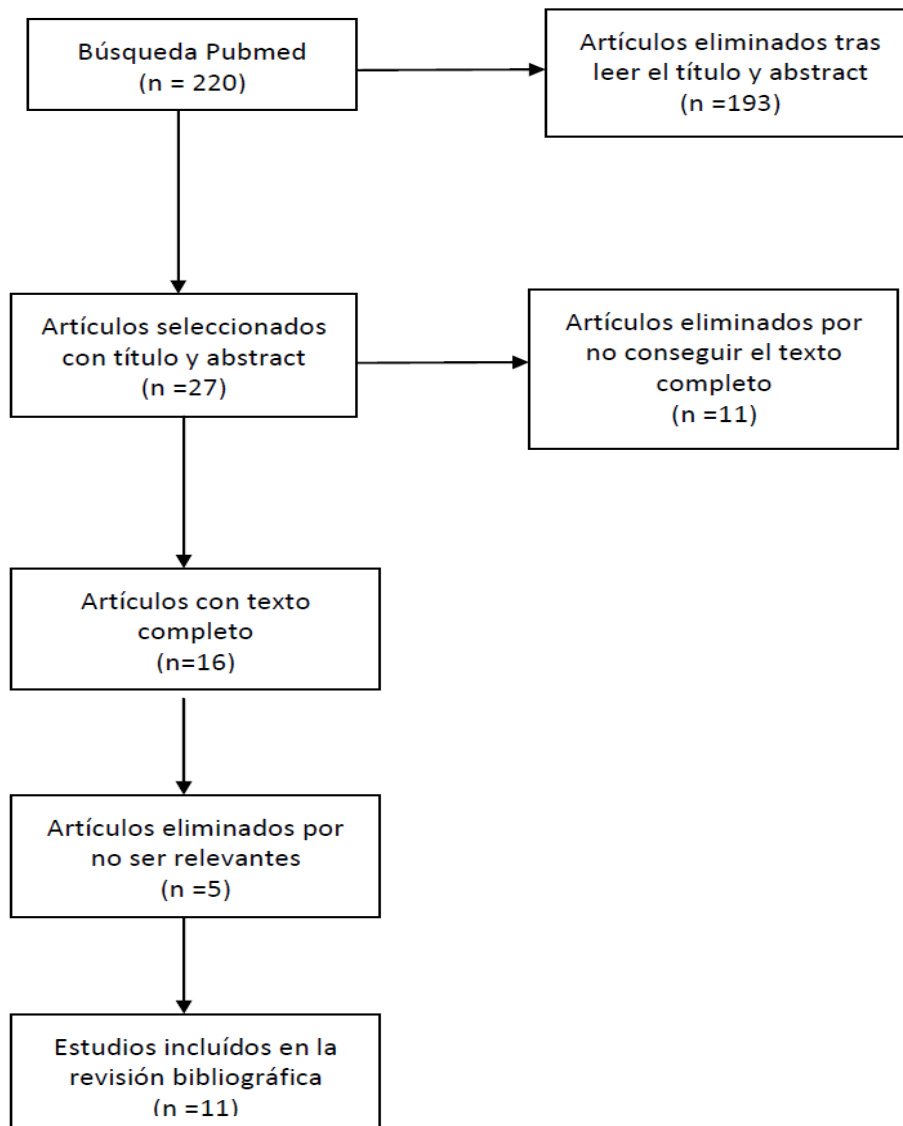 Búsqueda Pubmed
(n = 220)
Artículos eliminados tras
leer el título y abstract
(n =193)
Artículos seleccionados
con título y abstract
(n =27)
Artículos eliminados por
no conseguir el texto
completo
(n =11)
Artículos con texto
completo
(n=16)
Artículos eliminados por
no ser relevantes
(n =5)
Estudios incluídos en la
revisión bibliográfica
(n =11)